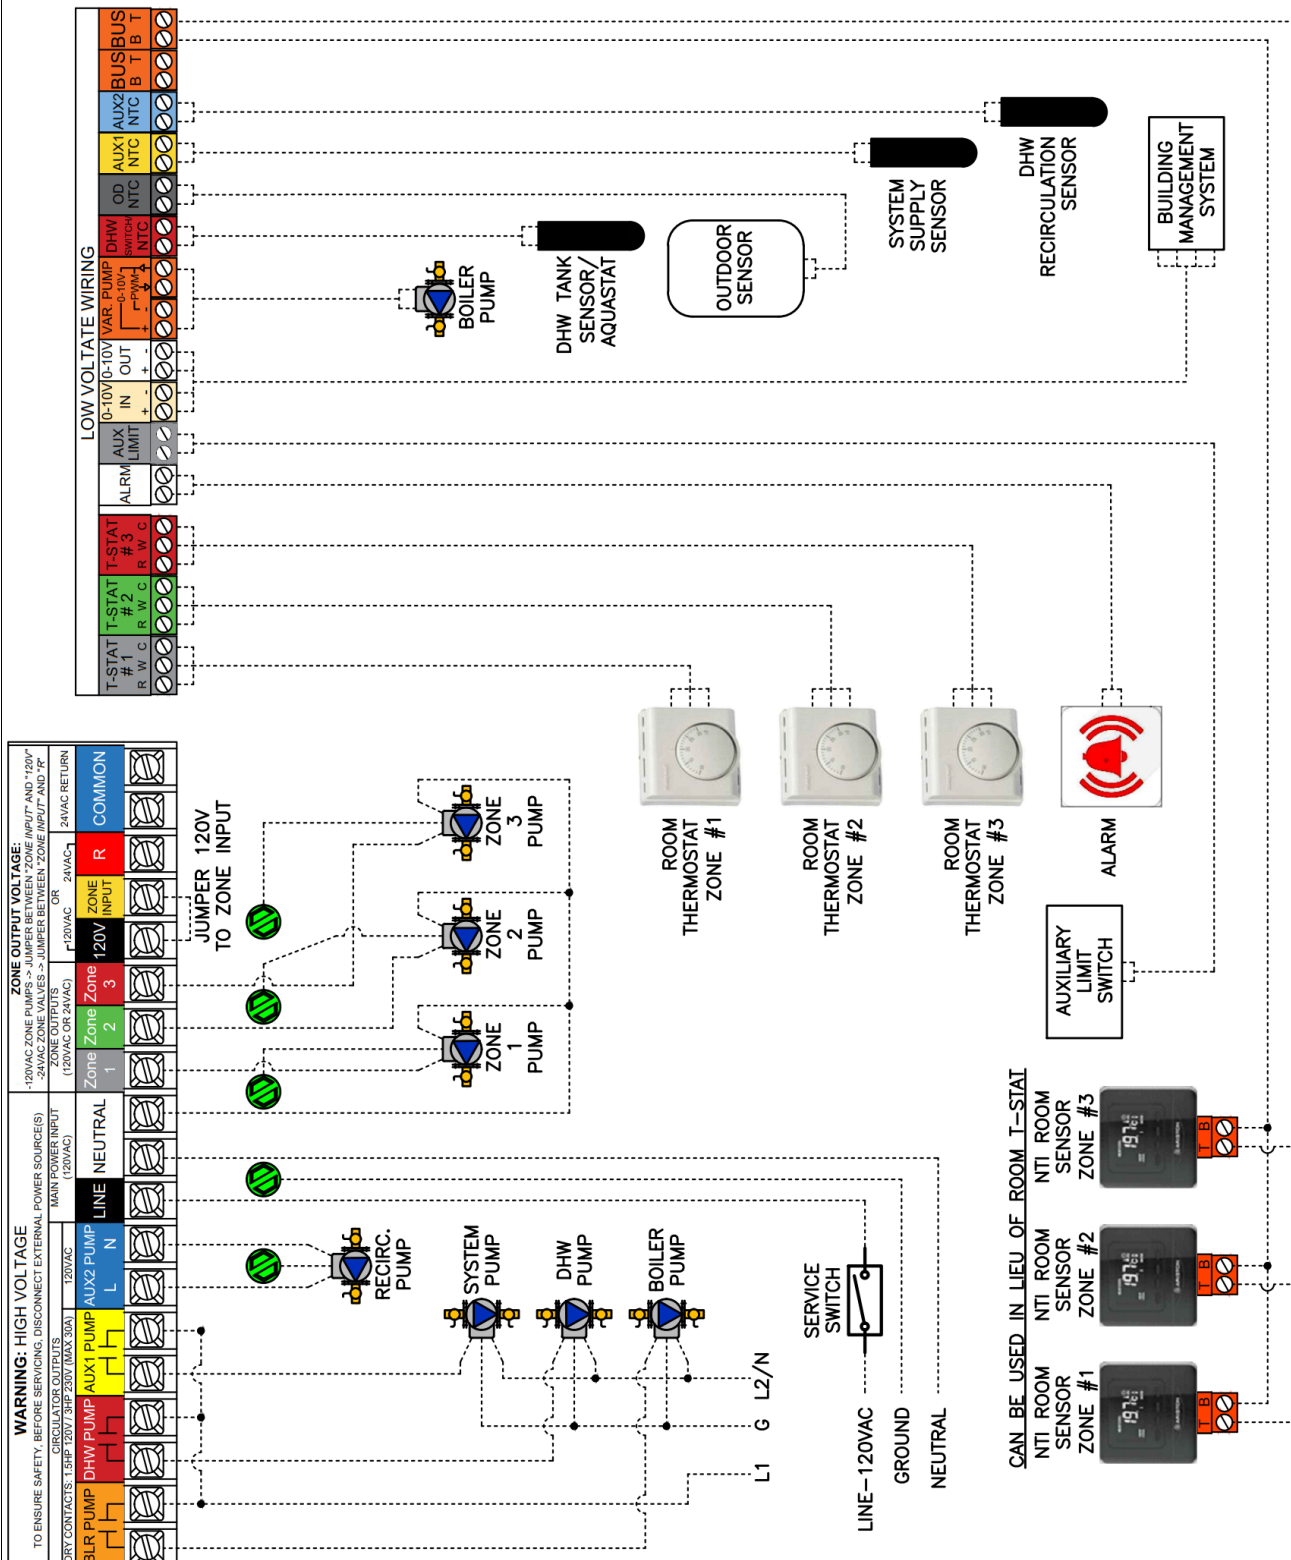 LOW VOLTATE WIRING
T-STAT
# 1
R W C
T-STAT
# 2
R W C
T-STAT
# 3
R W C
ALRM
AUX
LIMIT
0-10V
IN
+ -
0-10V
OUT
+ -
VAR. PUMP
0-10V
PWM
+ -
DHW
SWITCH/
NTC
OD
NTC
AUX1
NTC
AUX2
NTC
BUS
B T
BUS
B T
BOILER
PUMP
DHW TANK
SENSOR/
AQUASTAT
OUTDOOR
SENSOR
SYSTEM
SUPPLY
SENSOR
DHW
RECIRCULATION
SENSOR
BUILDING
MANAGEMENT
SYSTEM
WARNING: HIGH VOLTAGE
TO ENSURE SAFETY, BEFORE SERVICING, DISCONNECT EXTERNAL POWER SOURCE(S)
CIRCULATOR OUTPUTS
DRY CONTACTS: 1.5HP 120V / 3HP 230V (MAX 30A)
120VAC
MAIN POWER INPUT
(120VAC)
ZONE OUTPUT VOLTAGE:
-120VAC ZONE PUMPS -> JUMPER BETWEEN "ZONE INPUT" AND "120V"
-24VAC ZONE VALVES -> JUMPER BETWEEN "ZONE INPUT" AND "R"
ZONE OUTPUTS
(120VAC OR 24VAC)
120VAC
OR
24VAC
24VAC RETURN
BLR PUMP
DHW PUMP
AUX1 PUMP
AUX2 PUMP
L N
LINE
NEUTRAL
Zone
1
Zone
2
Zone
3
120V
ZONE
INPUT
R
COMMON
JUMPER 120V
TO ZONE INPUT
ZONE
1
PUMP
ZONE
2
PUMP
ZONE
3
PUMP
RECIRC.
PUMP
SYSTEM
PUMP
DHW
PUMP
BOILER
PUMP
L1
G
L2/N
SERVICE
SWITCH
LINE-120VAC
GROUND
NEUTRAL
ROOM
THERMOSTAT
ZONE #1
ROOM
THERMOSTAT
ZONE #2
ROOM
THERMOSTAT
ZONE #3
ALARM
AUXILIARY
LIMIT
SWITCH
CAN BE USED IN LIEU OF ROOM T-STAT
NTI ROOM
SENSOR
ZONE #1
ARISTON
T B
NTI ROOM
SENSOR
ZONE #2
ARISTON
T B
NTI ROOM
SENSOR
ZONE #3
ARISTON
T B